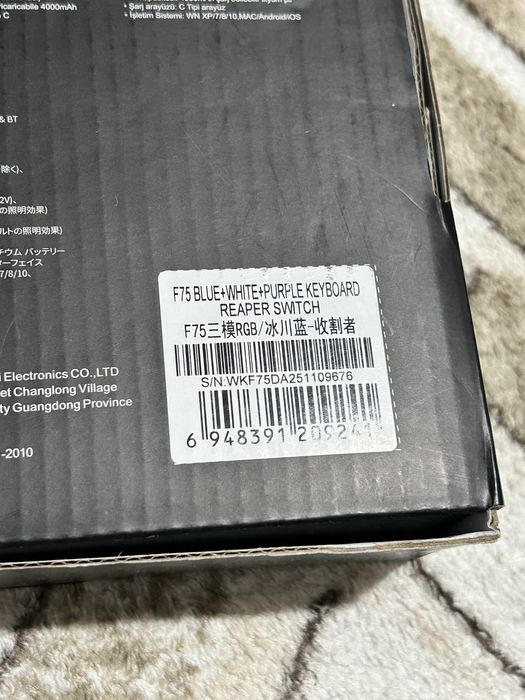 ricaricabile 4000mAh
• Şarj arayüzü: C Tipi arayüz
• İşletim Sistemi: WN XP/7/8/10,MAC/Android/iOS
o C
& BT
除く)、
2V)、
の照明効果)
ルトの照明効果)
チウム バッテリー
ターフェイス
7/8/10、
F75 BLUE+WHITE+PURPLE KEYBOARD
REAPER SWITCH
F75三模RGB/冰川蓝-收割者
S/N:WKF75DA251109676
6 948391 209241
i Electronics CO.,LTD
et Changlong Village
ty Guangdong Province
-2010